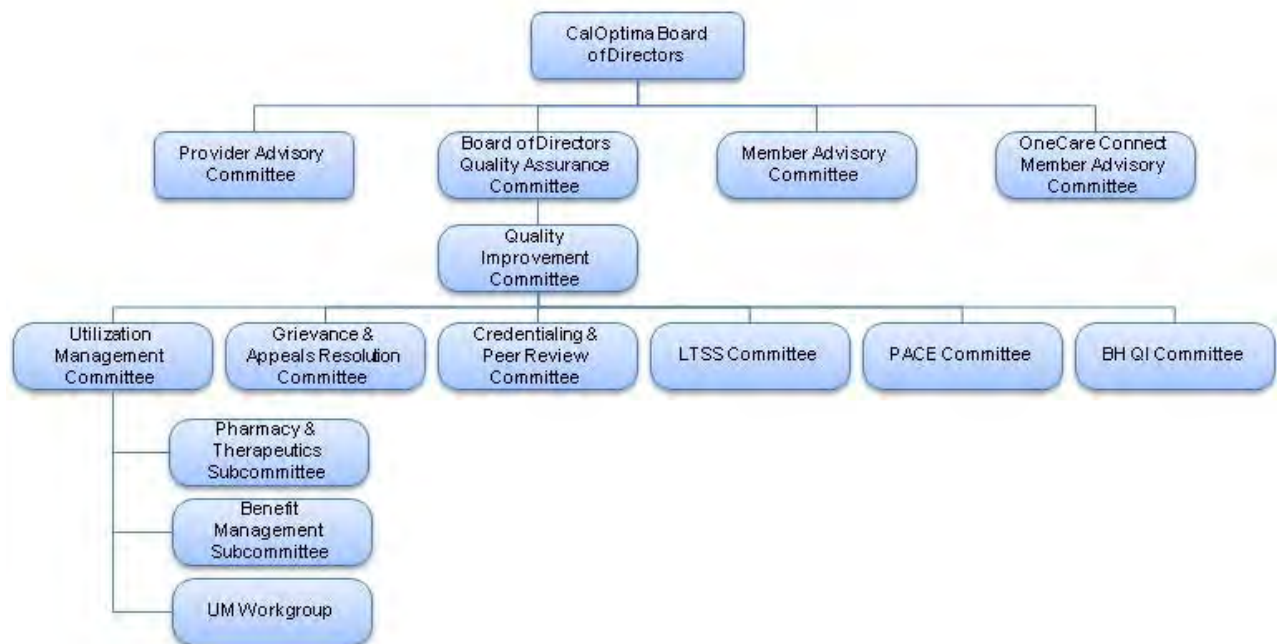 CalOptima Board
of Directors
Provider Advisory
Committee
Board of Directors
Quality Assurance
Committee
Member Advisory
Committee
OneCare Connect
Member Advisory
Committee
Quality
Improvement
Committee
Utilization
Management
Committee
Grievance &
Appeals Resolution
Committee
Credentialing &
Peer Review
Committee
LTSS Committee
PACE Committee
BH QI Committee
Pharmacy &
Therapeutics
Subcommittee
Benefit
Management
Subcommittee
UM Workgroup